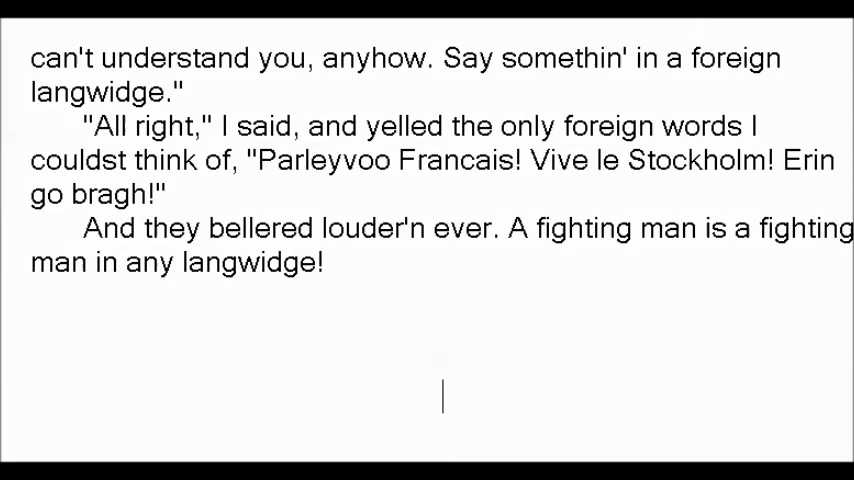 can't understand you, anyhow. Say somethin' in a foreign
langwidge."
"All right," I said, and yelled the only foreign words I
couldst think of, "Parleyvoo Francais! Vive le Stockholm! Erin
go bragh!"
And they bellered louder'n ever. A fighting man is a fighting
man in any langwidge!